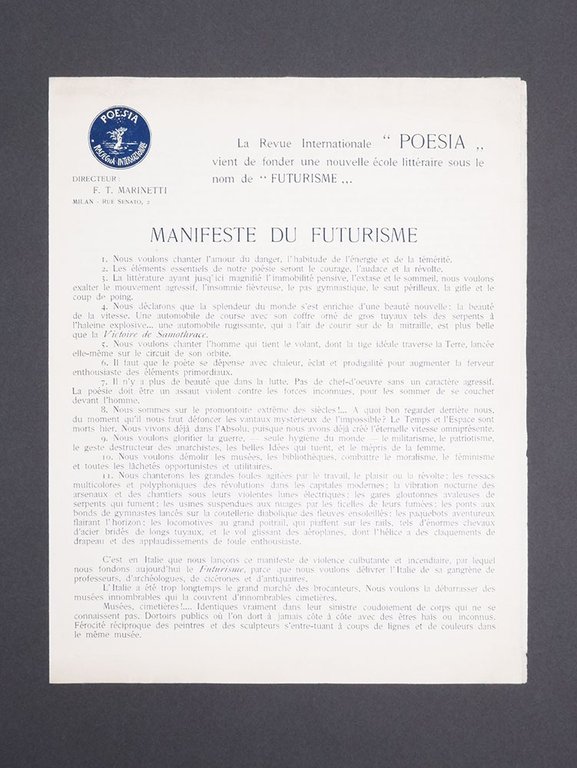 POESIA
RASSEGNA INTERNAZIONALE
DIRECTEUR :
F. T. MARINETTI
MILAN - RUE SENATO, 2
La Revue Internationale “ POESIA „
vient de fonder une nouvelle école littéraire sous le
nom de “ FUTURISME „.
MANIFESTE DU FUTURISME
1. Nous voulons chanter l'amour du danger, l'habitude de l'énergie et de la témérité.
2. Les éléments essentiels de notre poésie seront le courage, l'audace et la révolte.
3. La littérature ayant jusq'ici magnifié l'immobilité pensive, l'extase et le sommeil, nous voulons
exalter le mouvement agressif, l'insomnie fiévreuse, le pas gymnastique, le saut périlleux, la gifle et le
coup de poing.
4. Nous déclarons que la splendeur du monde s'est enrichie d'une beauté nouvelle: la beauté
de la vitesse. Une automobile de course avec son coffre orné de gros tuyaux tels des serpents à
l'haleine explosive... une automobile rugissante, qui a l'air de courir sur de la mitraille, est plus belle
que la Victoire de Samothrace.
5. Nous voulons chanter l'homme qui tient le volant, dont la tige idéale traverse la Terre, lancée
elle-même sur le circuit de son orbite.
6. Il faut que le poète se dépense avec chaleur, éclat et prodigalité pour augmenter la ferveur
enthousiaste des éléments primordiaux.
7. Il n'y a plus de beauté que dans la lutte. Pas de chef-d'oeuvre sans un caractère agressif.
La poésie doit être un assaut violent contre les forces inconnues, pour les sommer de se coucher
devant l'homme.
8. Nous sommes sur le promontoire extrême des siècles!... A quoi bon regarder derrière nous,
du moment qu'il nous faut défoncer les vantaux mystérieux de l'impossible? Le Temps et l'Espace sont
morts hier. Nous vivons déjà dans l'Absolu, puisque nous avons déjà créé l'éternelle vitesse omniprésente.
9. Nous voulons glorifier la guerre, — seule hygiène du monde — le militarisme, le patriotisme,
le geste destructeur des anarchistes, les belles Idées qui tuent, et le mépris de la femme.
10. Nous voulons démolir les musées, les bibliothèques, combattre le moralisme, le féminisme
et toutes les lâchetés opportunistes et utilitaires.
11. Nous chanterons les grandes foules agitées par le travail, le plaisir ou la révolte; les ressacs
multicolores et polyphoniques des révolutions dans les capitales modernes; la vibration nocturne des
arsenaux et des chantiers sous leurs violentes lunes électriques; les gares gloutonnes avaleuses de
serpents qui fument; les usines suspendues aux nuages par les ficelles de leurs fumées; les ponts aux
bonds de gymnastes lancés sur la coutellerie diabolique des fleuves ensoleillés; les paquebots aventureux
flairant l'horizon; les locomotives au grand poitrail, qui piaffent sur les rails, tels d'énormes chevaux
d'acier bridés de longs tuyaux, et le vol glissant des aéroplanes, dont l'hélice a des claquements de
drapeau et des applaudissements de foule enthousiaste.
C'est en Italie que nous lançons ce manifeste de violence culbutante et incendiaire, par lequel
nous fondons aujourd'hui le Futurisme, parce que nous voulons délivrer l'Italie de sa gangrène de
professeurs, d'archéologues, de cicérones et d'antiquaires.
L'Italie a été trop longtemps le grand marché des brocanteurs. Nous voulons la débarrasser des
musées innombrables qui la couvrent d'innombrables cimetières.
Musées, cimetières!.... Identiques vraiment dans leur sinistre coudoiement de corps qui ne se
connaissent pas. Dortoirs publics où l'on dort à jamais côte à côte avec des êtres haïs ou inconnus.
Férocité réciproque des peintres et des sculpteurs s'entre-tuant à coups de lignes et de couleurs dans
le même musée.